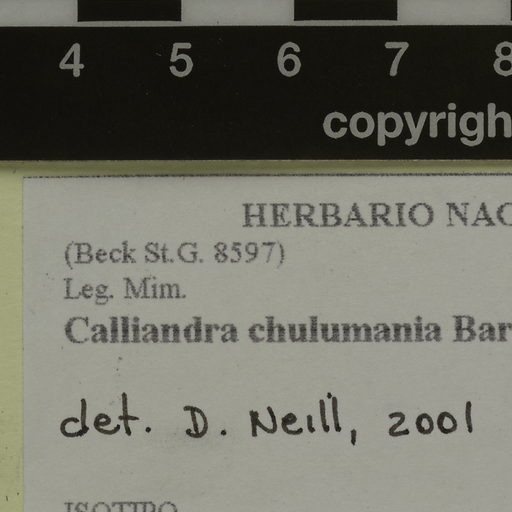 4 5 6 7 8
copyrigh
HERBARIO NAC
(Beck St.G. 8597)
Leg. Mim.
Calliandra chulumania Bar
det. D. Neill, 2001
ISOTIPO